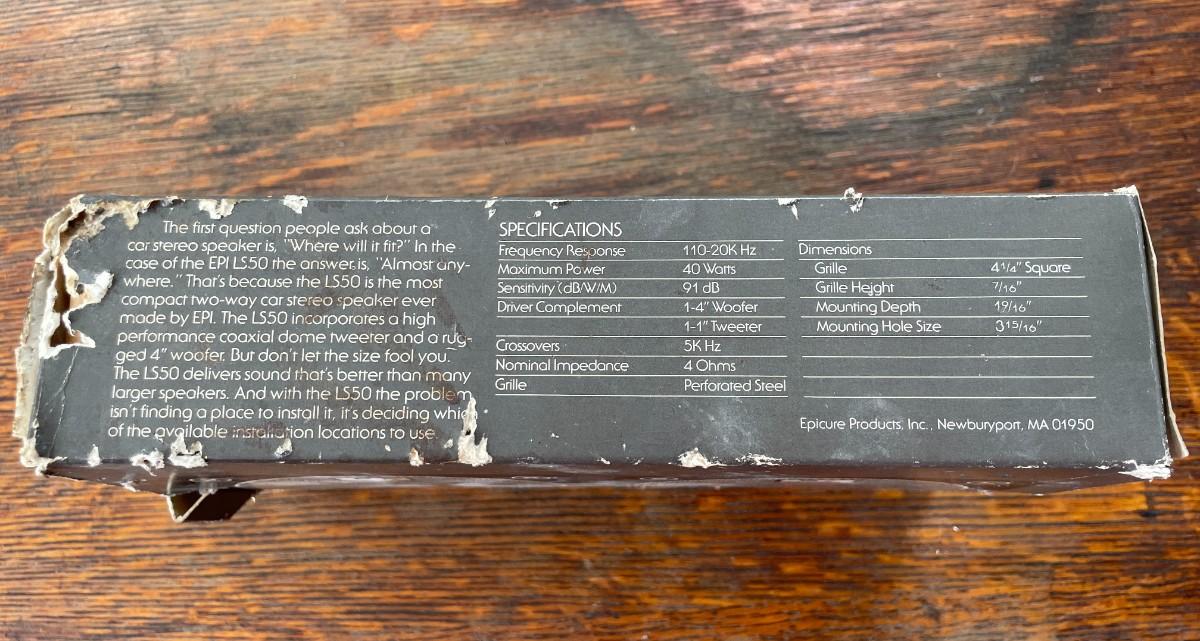 The first question people ask about a
car stereo speaker is, "Where will it fit?" In the
case of the EPI LS50 the answer is, "Almost any-
where." That's because the LS50 is the most
compact two-way car stereo speaker ever
made by EPI. The LS50 incorporates a high
performance coaxial dome tweeter and a rug-
ged 4" woofer. But don't let the size fool you.
The LS50 delivers sound that's better than many
larger speakers. And with the LS50 the problem
isn't finding a place to install it, it's deciding which
of the available installation locations to use.
SPECIFICATIONS
Frequency Response 110-20K Hz
Maximum Power 40 Watts
Sensitivity (dB/W/M) 91 dB
Driver Complement 1-4" Woofer
1-1" Tweeter
Crossovers 5K Hz
Nominal Impedance 4 Ohms
Grille Perforated Steel
Dimensions
Grille 4 1/4" Square
Grille Height 7/16"
Mounting Depth 1 9/16"
Mounting Hole Size 3 15/16"
Epicure Products, Inc., Newburyport, MA 01950